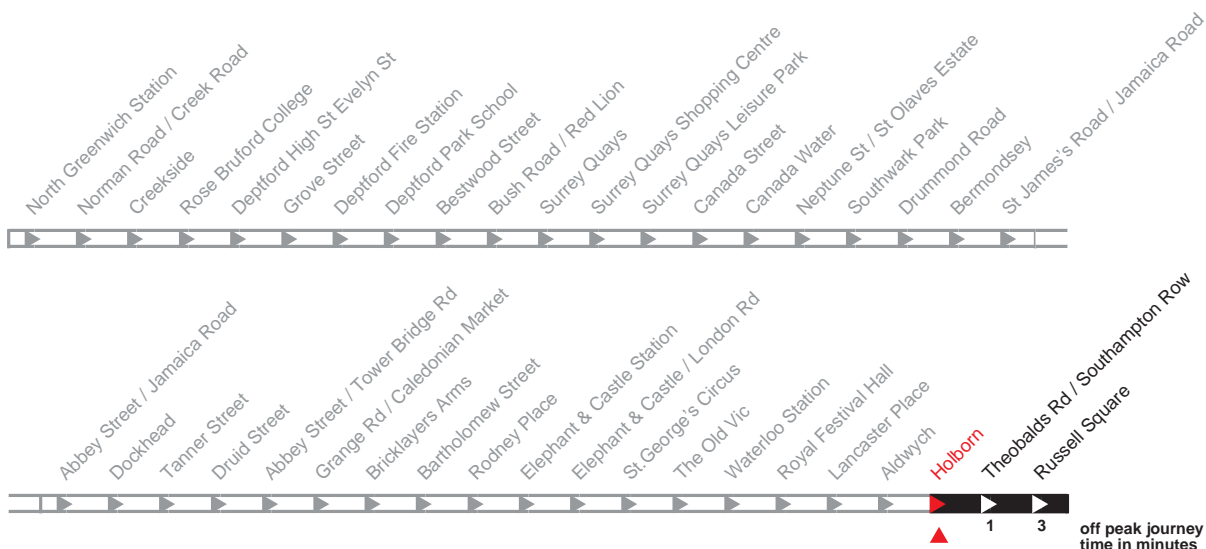 North Greenwich Station
Norman Road / Creek Road
Creekside
Rose Bruford College
Deptford High St Evelyn St
Grove Street
Deptford Fire Station
Deptford Park School
Bestwood Street
Bush Road / Red Lion
Surrey Quays
Surrey Quays Shopping Centre
Surrey Quays Leisure Park
Canada Street
Canada Water
Neptune St / St Olaves Estate
Southwark Park
Drummond Road
Bermondsey
St James's Road / Jamaica Road
Abbey Street / Jamaica Road
Dockhead
Tanner Street
Druid Street
Abbey Street / Tower Bridge Rd
Grange Rd / Caledonian Market
Bricklayers Arms
Bartholomew Street
Rodney Place
Elephant & Castle Station
Elephant & Castle / London Rd
St.George's Circus
The Old Vic
Waterloo Station
Royal Festival Hall
Lancaster Place
Aldwych
Holborn
Theobalds Rd / Southampton Row
Russell Square
1
3
off peak journey
time in minutes